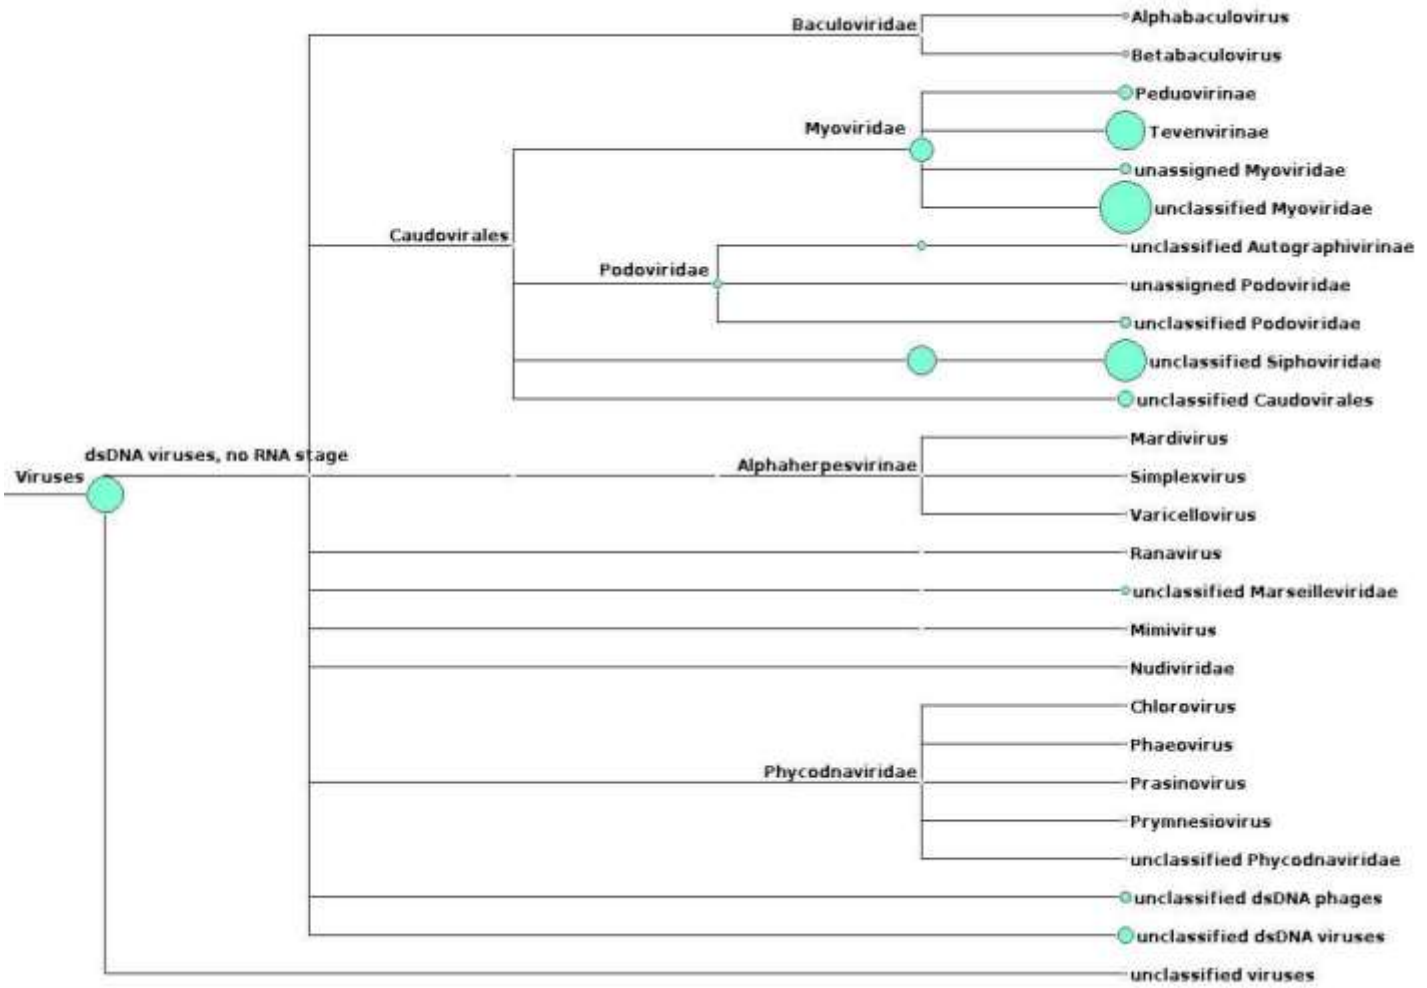 Alphabaculovirus
Baculoviridae
Betabaculovirus
Peduovirinae
Myoviridae
Tevenvirinae
unassigned Myoviridae
unclassified Myoviridae
Caudovirales
unclassified Autographivirinae
Podoviridae
unassigned Podoviridae
unclassified Podoviridae
unclassified Siphoviridae
unclassified Caudovirales
Mardivirus
dsDNA viruses, no RNA stage
Alphaherpesvirinae
Viruses
Simplexvirus
Varicellovirus
Ranavirus
unclassified Marseilleviridae
Mimivirus
Nudiviridae
Chlorovirus
Phaeovirus
Phycodnaviridae
Prasinovirus
Prymnesiovirus
unclassified Phycodnaviridae
unclassified dsDNA phages
unclassified dsDNA viruses
unclassified viruses